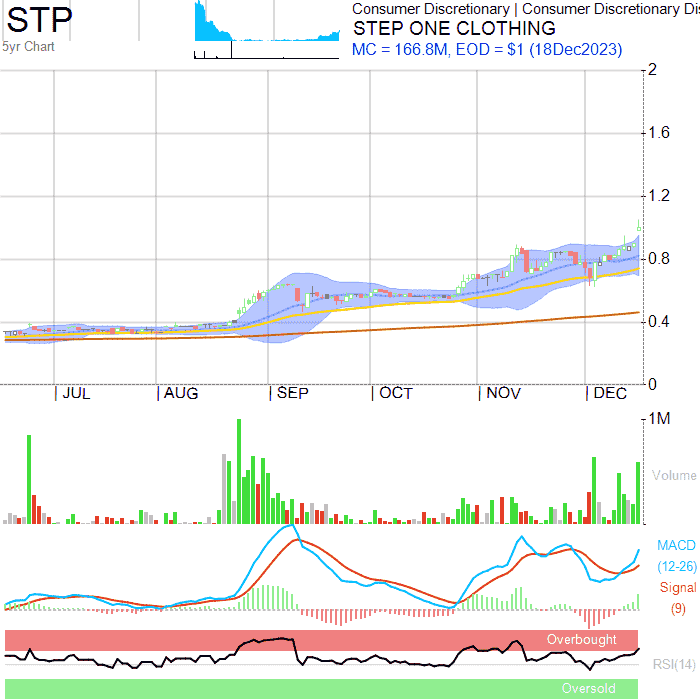 STP
5yr Chart
Consumer Discretionary | Consumer Discretionary Dis
STEP ONE CLOTHING
MC = 166.8M, EOD = $1 (18Dec2023)
2
1.6
1.2
0.8
0.4
0
JUL AUG SEP OCT NOV DEC
1M
Volume
MACD
(12-26)
Signal
(9)
Overbought
RSI(14)
Oversold